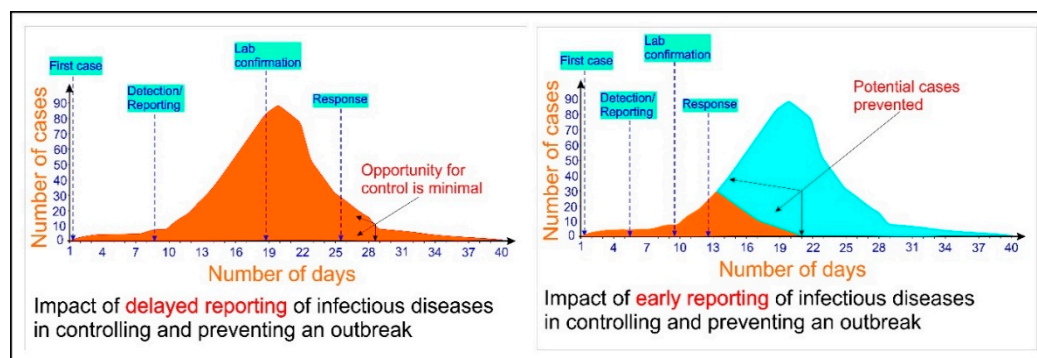 First case
Detection/
Reporting
Lab
confirmation
Response
Number of cases
90
80
70
60
50
40
30
20
10
0
Opportunity for
control is minimal
1 4 7 10 13 16 19 22 25 28 31 34 37 40
Number of days
Impact of delayed reporting of infectious diseases
in controlling and preventing an outbreak
First case
Detection/
Reporting
Lab
confirmation
Response
Potential cases
prevented
Number of cases
90
80
70
60
50
40
30
20
10
0
1 4 7 10 13 16 19 22 25 28 31 34 37 40
Number of days
Impact of early reporting of infectious diseases
in controlling and preventing an outbreak